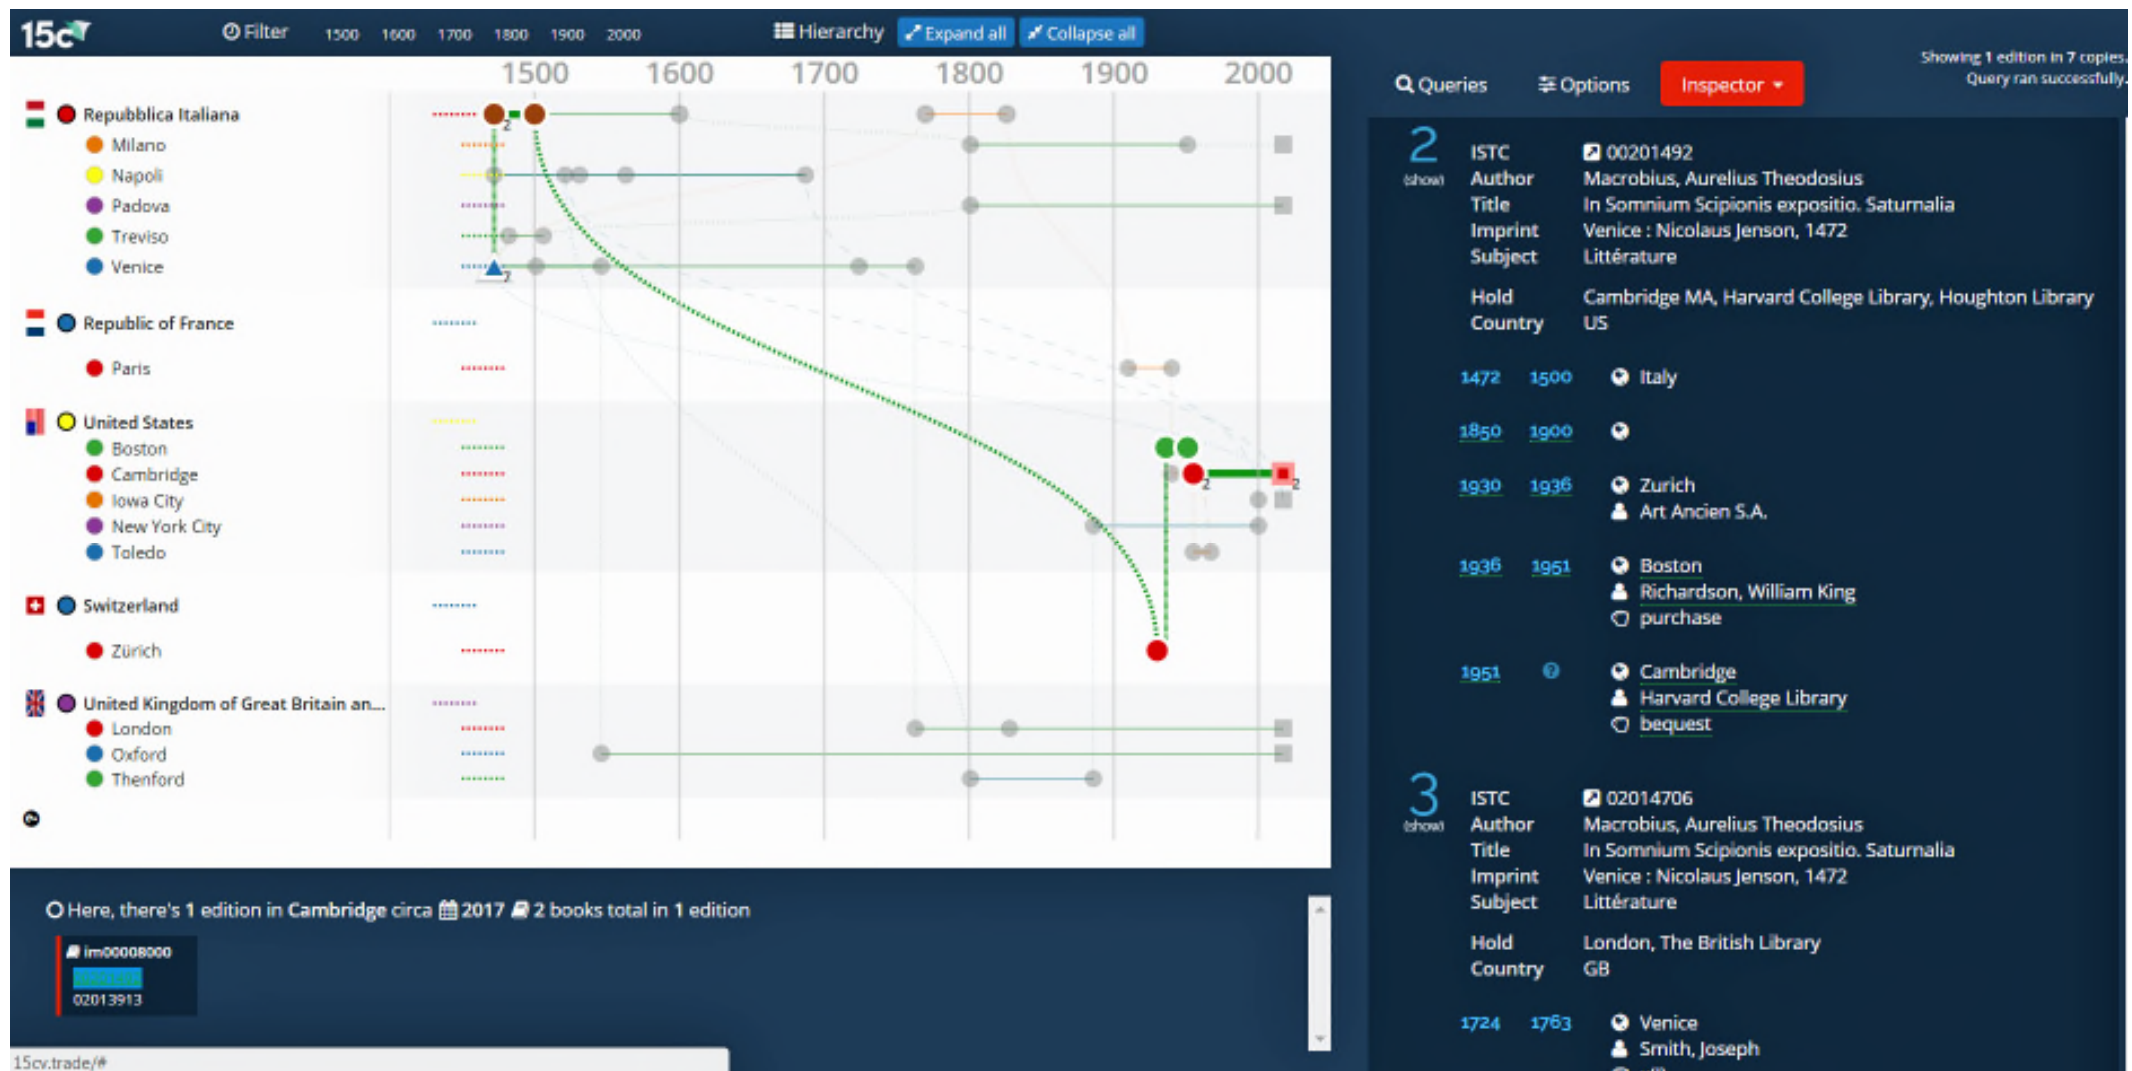 15c
Filter 1500 1600 1700 1800 1900 2000
Hierarchy Expand all Collapse all
1500 1600 1700 1800 1900 2000
Repubblica Italiana
Milano
Napoli
Padova
Treviso
Venice
Republic of France
Paris
United States
Boston
Cambridge
Iowa City
New York City
Toledo
Switzerland
Zürich
United Kingdom of Great Britain an...
London
Oxford
Thenford
2
2
2
2
Here, there's 1 edition in Cambridge circa 2017 2 books total in 1 edition
im00008000
02013913
15cv.trade/#
Showing 1 edition in 7 copies.
Query ran successfully.
Queries Options Inspector
2
(show)
ISTC 00201492
Author Macrobius, Aurelius Theodosius
Title In Somnium Scipionis expositio. Saturnalia
Imprint Venice : Nicolaus Jenson, 1472
Subject Littérature
Hold Cambridge MA, Harvard College Library, Houghton Library
Country US
1472 1500 Italy
1850 1900
1930 1936 Zurich
Art Ancien S.A.
1936 1951 Boston
Richardson, William King
purchase
1951 Cambridge
Harvard College Library
bequest
3
(show)
ISTC 02014706
Author Macrobius, Aurelius Theodosius
Title In Somnium Scipionis expositio. Saturnalia
Imprint Venice : Nicolaus Jenson, 1472
Subject Littérature
Hold London, The British Library
Country GB
1724 1763 Venice
Smith, Joseph